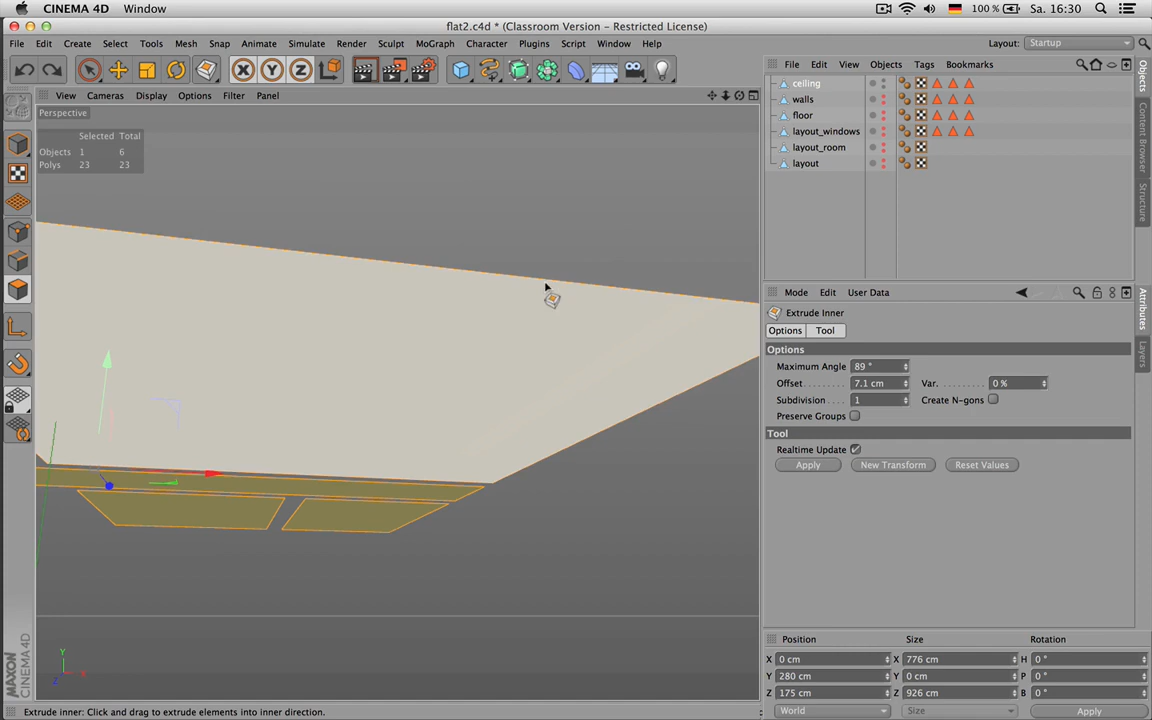 CINEMA 4D Window 100 % Sa. 16:30
flat2.c4d * (Classroom Version - Restricted License)
File Edit Create Select Tools Mesh Snap Animate Simulate Render Sculpt MoGraph Character Plugins Script Window Help Layout: Startup
X Y Z
File Edit View Objects Tags Bookmarks
View Cameras Display Options Filter Panel
Perspective
Selected Total
Objects 1 6
Polys 23 23
ceiling
walls
floor
layout_windows
layout_room
layout
Objects
Content Browser
Structure
Mode Edit User Data
Extrude Inner
Options Tool
Options
Maximum Angle 89 °
Offset 7.1 cm Var. 0 %
Subdivision 1 Create N-gons
Preserve Groups
Tool
Realtime Update
Apply New Transform Reset Values
Attributes
Layers
Position Size Rotation
X 0 cm X 776 cm H 0 °
Y 280 cm Y 0 cm P 0 °
Z 175 cm Z 926 cm B 0 °
World Size Apply
Y
X
Z
MAXON
CINEMA 4D
Extrude inner: Click and drag to extrude elements into inner direction.